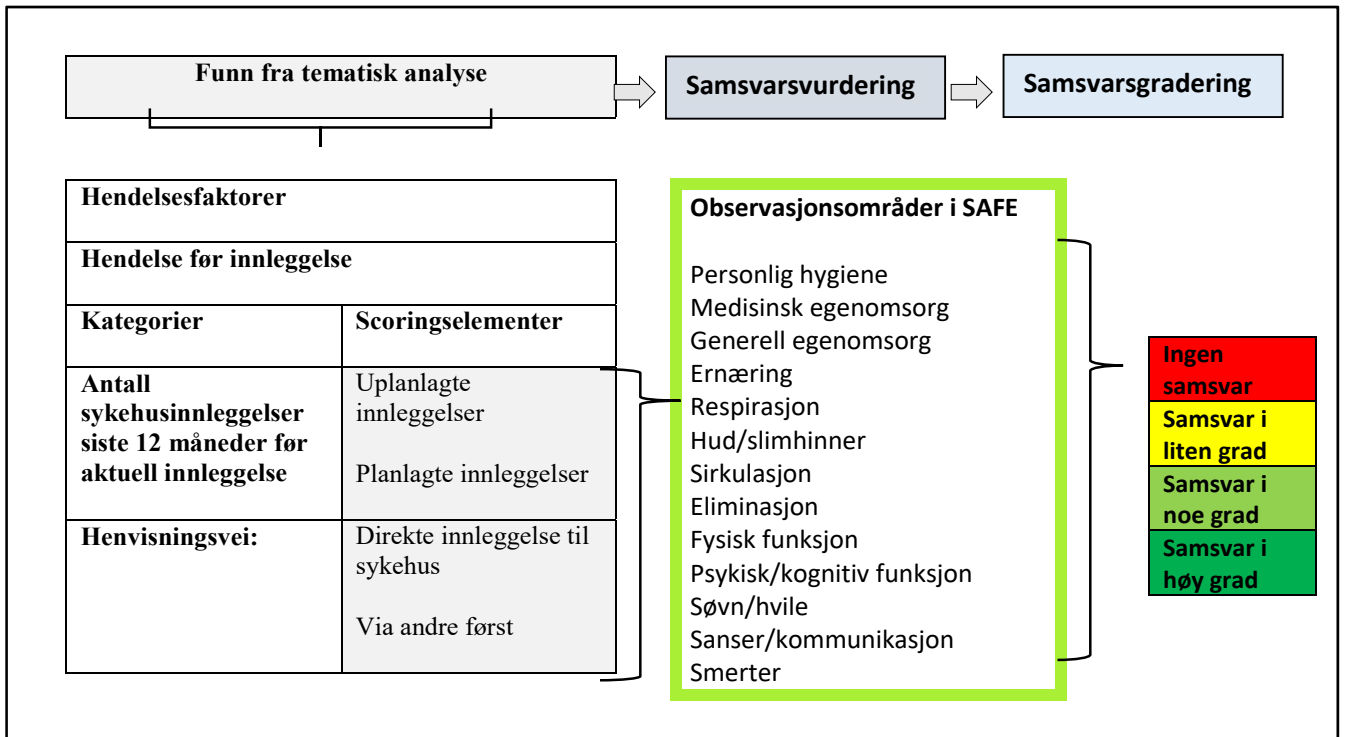 Funn fra tematisk analyse
Samsvarsvurdering
Samsvarsgradering
Hendelsesfaktorer
Hendelse før innleggelse
Kategorier
Scoringselementer
Antall
sykehusinnleggelser
siste 12 måneder før
aktuell innleggelse
Uplanlagte
innleggelser
Planlagte innleggelser
Henvisningsvei:
Direkte innleggelse til
sykehus
Via andre først
Observasjonsområder i SAFE
Personlig hygiene
Medisinsk egenomsorg
Generell egenomsorg
Ernæring
Respirasjon
Hud/slimhinner
Sirkulasjon
Eliminasjon
Fysisk funksjon
Psykisk/kognitiv funksjon
Søvn/hvile
Sanser/kommunikasjon
Smerter
Ingen
samsvar
Samsvar i
liten grad
Samsvar i
noe grad
Samsvar i
høy grad